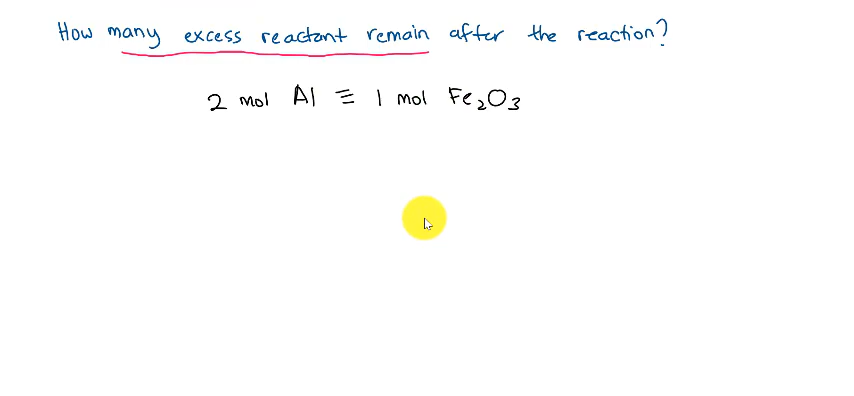 How many excess reactant remain after the reaction?
2 mol Al ≡ 1 mol Fe₂O₃